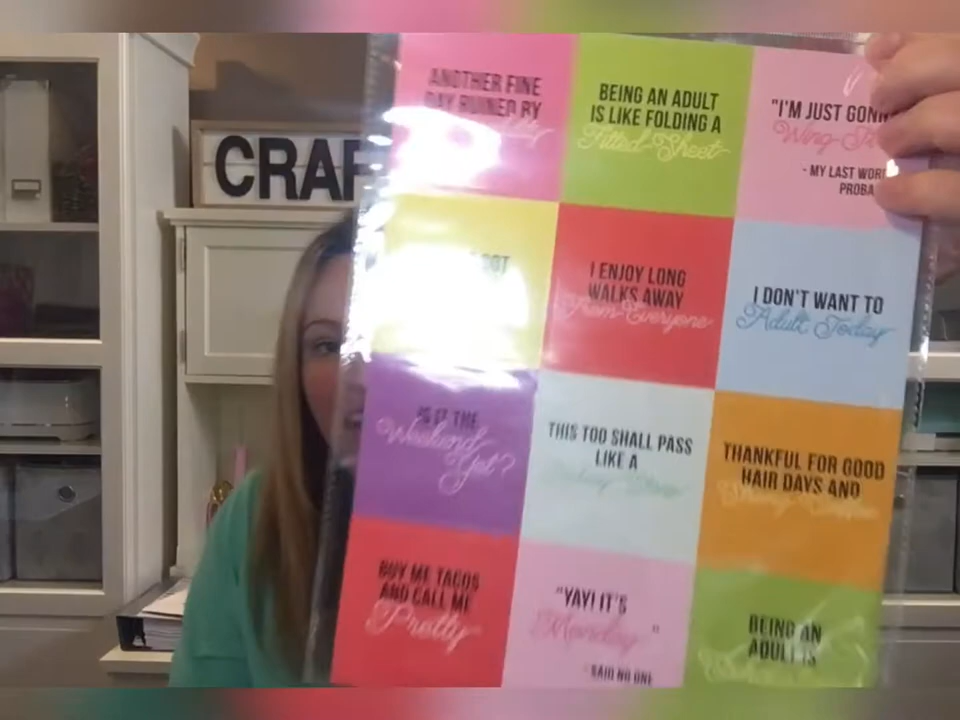 CRAF
ANOTHER FINE
DAY RUINED BY
BEING AN ADULT
IS LIKE FOLDING A
Fitted Sheet
"I'M JUST GONN
Wing
- MY LAST WOR
PROBA
I ENJOY LONG
WALKS AWAY
From Everyone
I DON'T WANT TO
Adult Today
IS IT THE
Weekend
Yet?
THIS TOO SHALL PASS
LIKE A
THANKFUL FOR GOOD
HAIR DAYS AND
BUY ME TACOS
AND CALL ME
Pretty
"YAY! IT'S
Monday "
- SAID NO ONE
BEING AN
ADULT IS